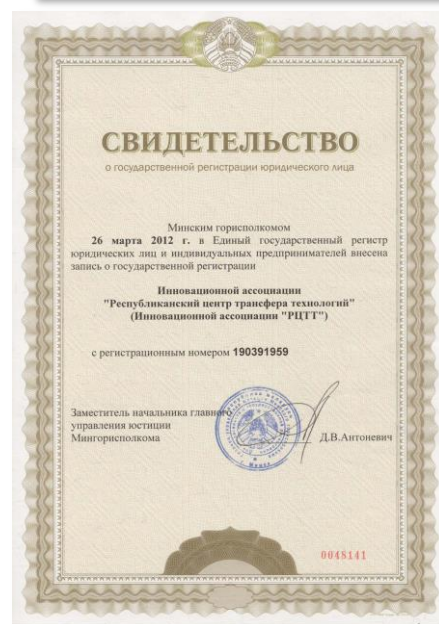 СВИДЕТЕЛЬСТВО
о государственной регистрации юридического лица
Минским горисполкомом
26 марта 2012 г. в Единый государственный регистр
юридических лиц и индивидуальных предпринимателей внесена
запись о государственной регистрации
Инновационной ассоциации
"Республиканский центр трансфера технологий"
(Инновационной ассоциации "РЦТТ")
с регистрационным номером 190391959
Заместитель начальника главного
управления юстиции
Мингорисполкома Д.В.Антоневич
г. Минск
0048141